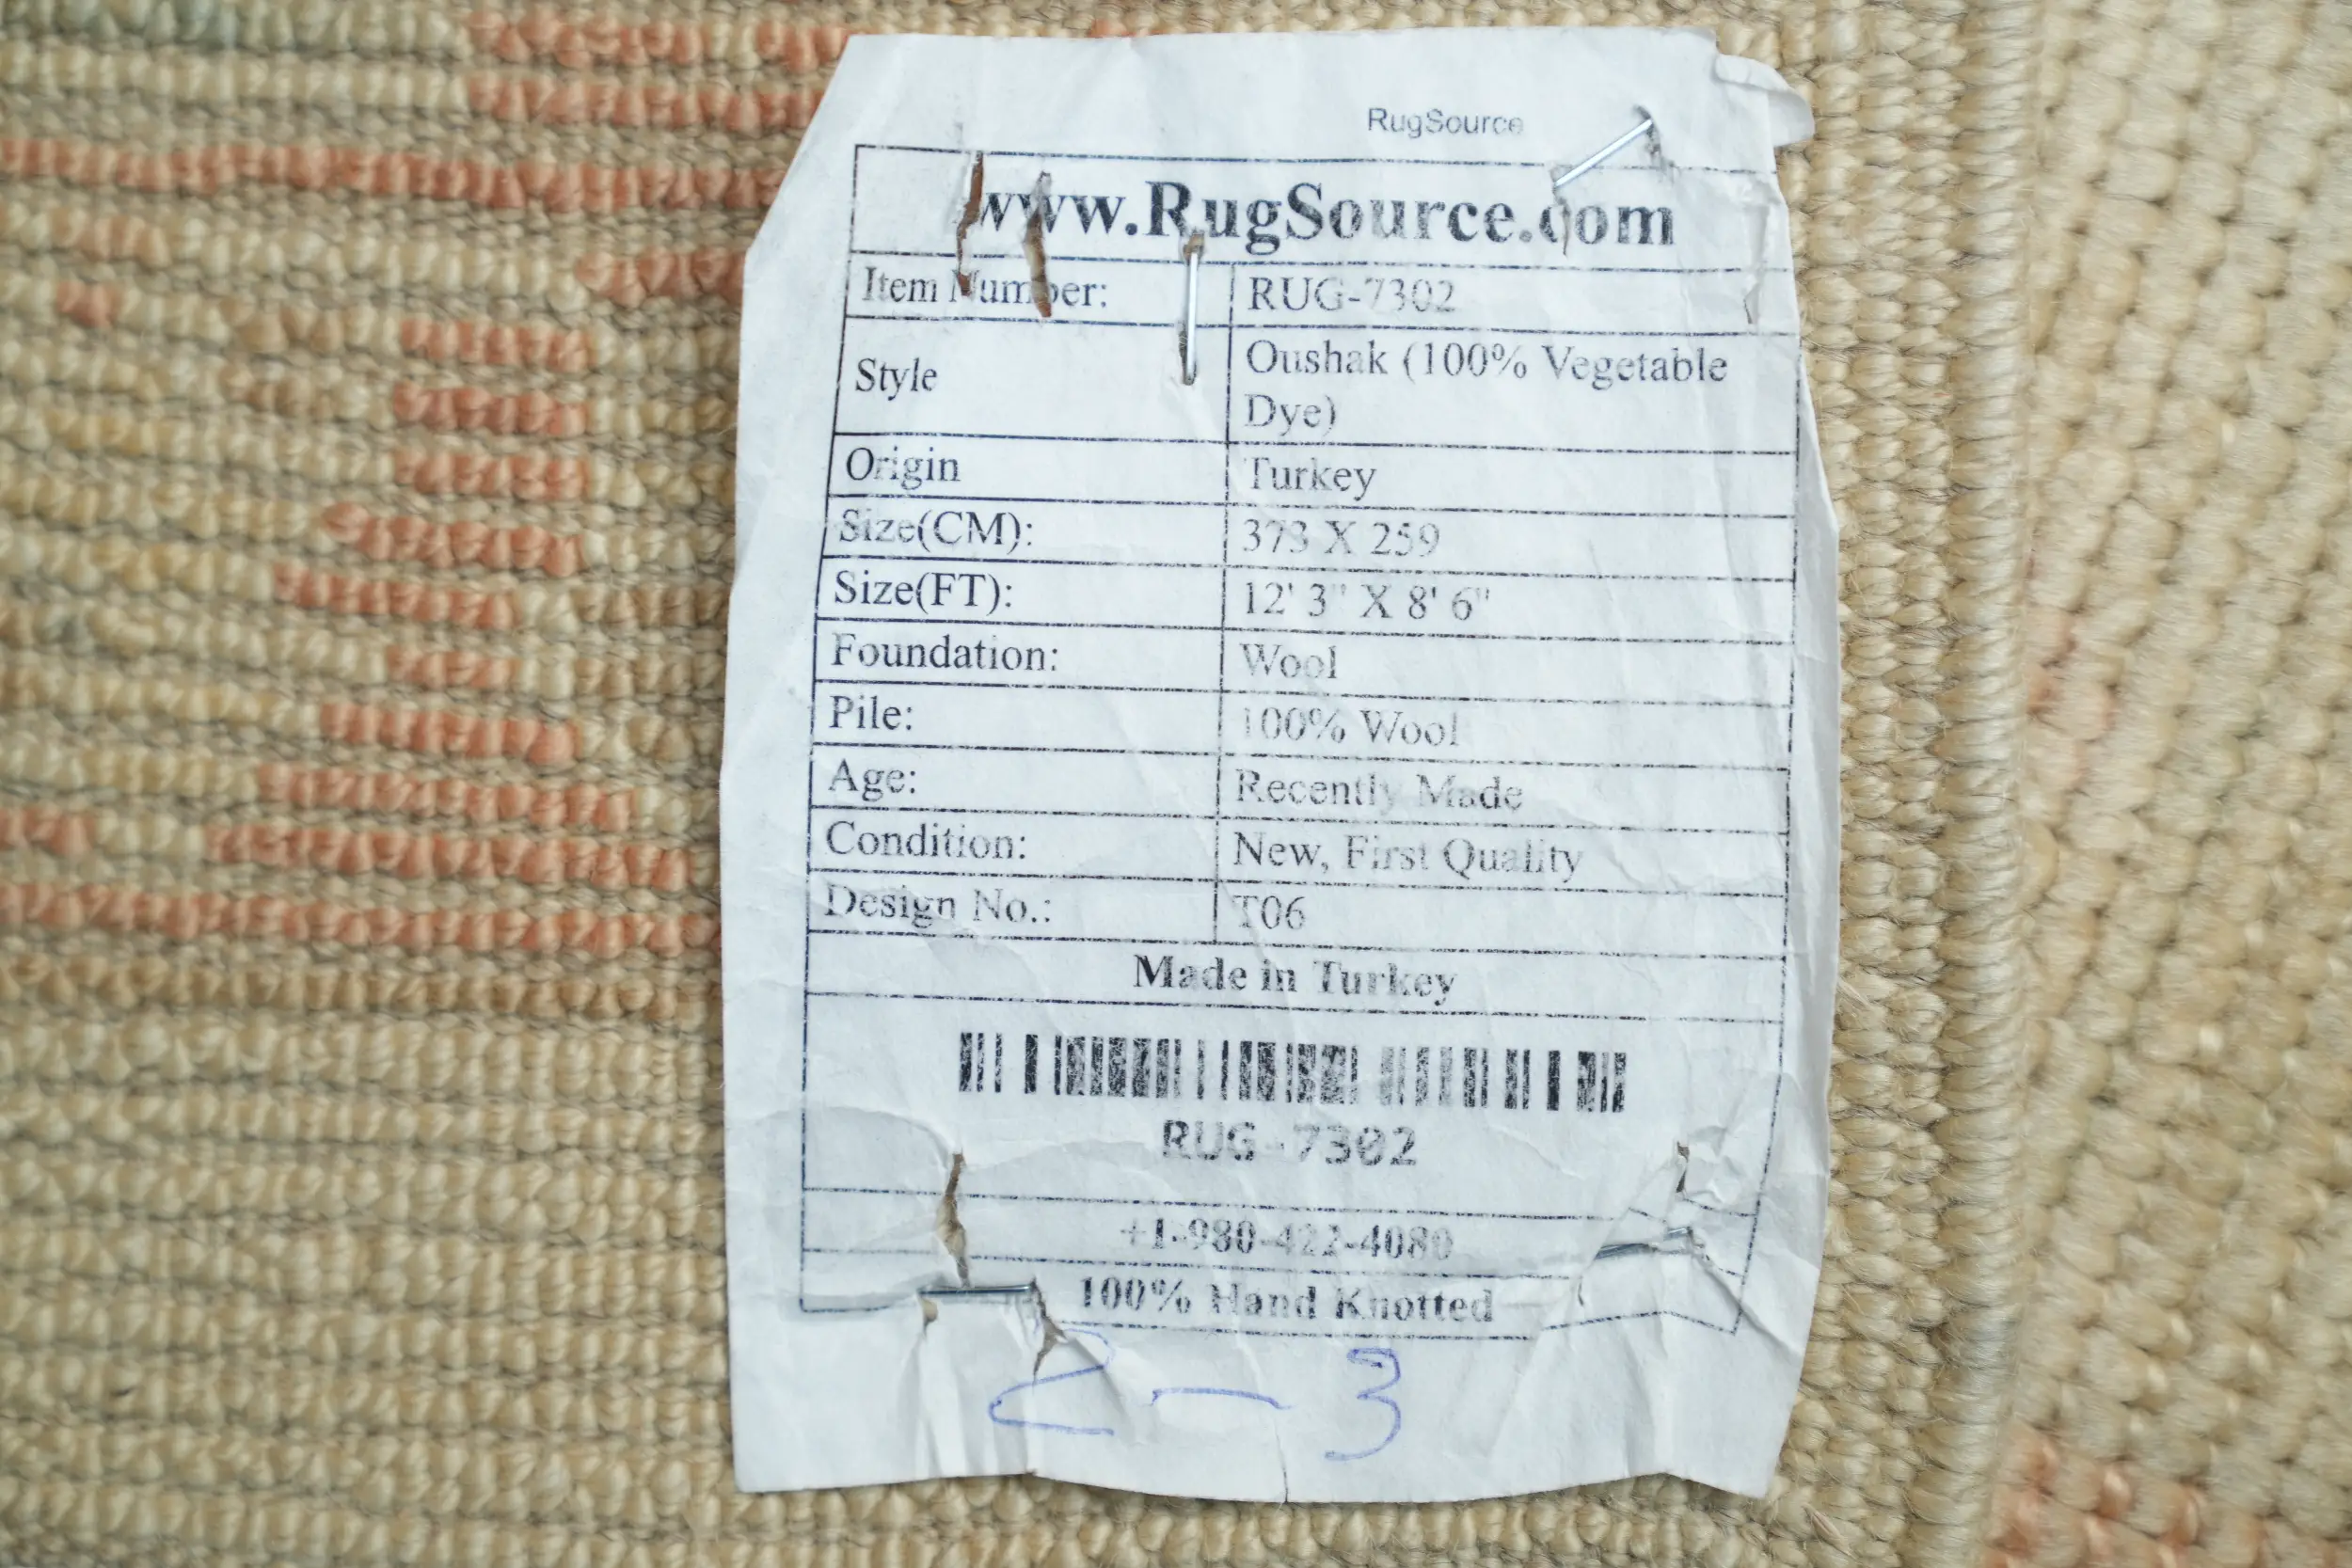 RugSource
www.RugSource.com
Item Number: RUG-7302
Style Oushak (100% Vegetable
Dye)
Origin Turkey
Size(CM): 373 X 259
Size(FT): 12' 3" X 8' 6"
Foundation: Wool
Pile: 100% Wool
Age: Recently Made
Condition: New, First Quality
Design No.: T06
Made in Turkey
RUG-7302
+1-980-422-4080
100% Hand Knotted
2-3